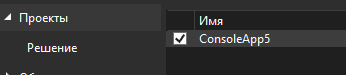 Проекты
Имя
Решение
ConsoleApp5